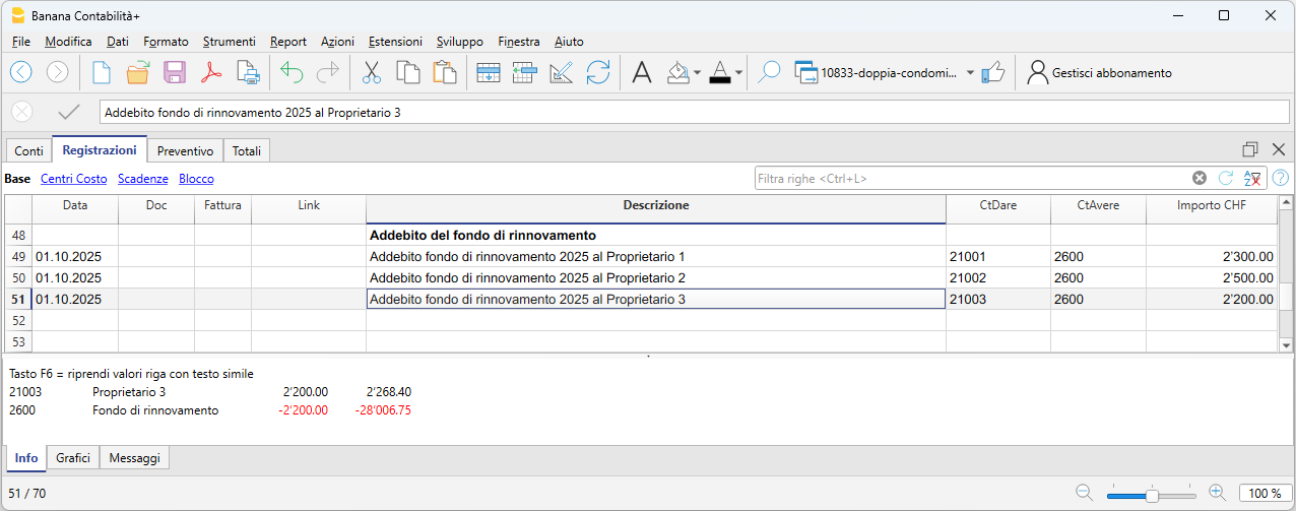 Banana Contabilità+
File Modifica Dati Formato Strumenti Report Azioni Estensioni Sviluppo Finestra Aiuto
10833-doppia-condomi... Gestisci abbonamento
Addebito fondo di rinnovamento 2025 al Proprietario 3
Conti Registrazioni Preventivo Totali
Base Centri Costo Scadenze Blocco Filtra righe <Ctrl+L>
Data Doc Fattura Link Descrizione CtDare CtAvere Importo CHF
48 Addebito del fondo di rinnovamento
49 01.10.2025 Addebito fondo di rinnovamento 2025 al Proprietario 1 21001 2600 2'300.00
50 01.10.2025 Addebito fondo di rinnovamento 2025 al Proprietario 2 21002 2600 2'500.00
51 01.10.2025 Addebito fondo di rinnovamento 2025 al Proprietario 3 21003 2600 2'200.00
52
53
Tasto F6 = riprendi valori riga con testo simile
21003 Proprietario 3 2'200.00 2'268.40
2600 Fondo di rinnovamento -2'200.00 -28'006.75
Info Grafici Messaggi
51 / 70 100 %